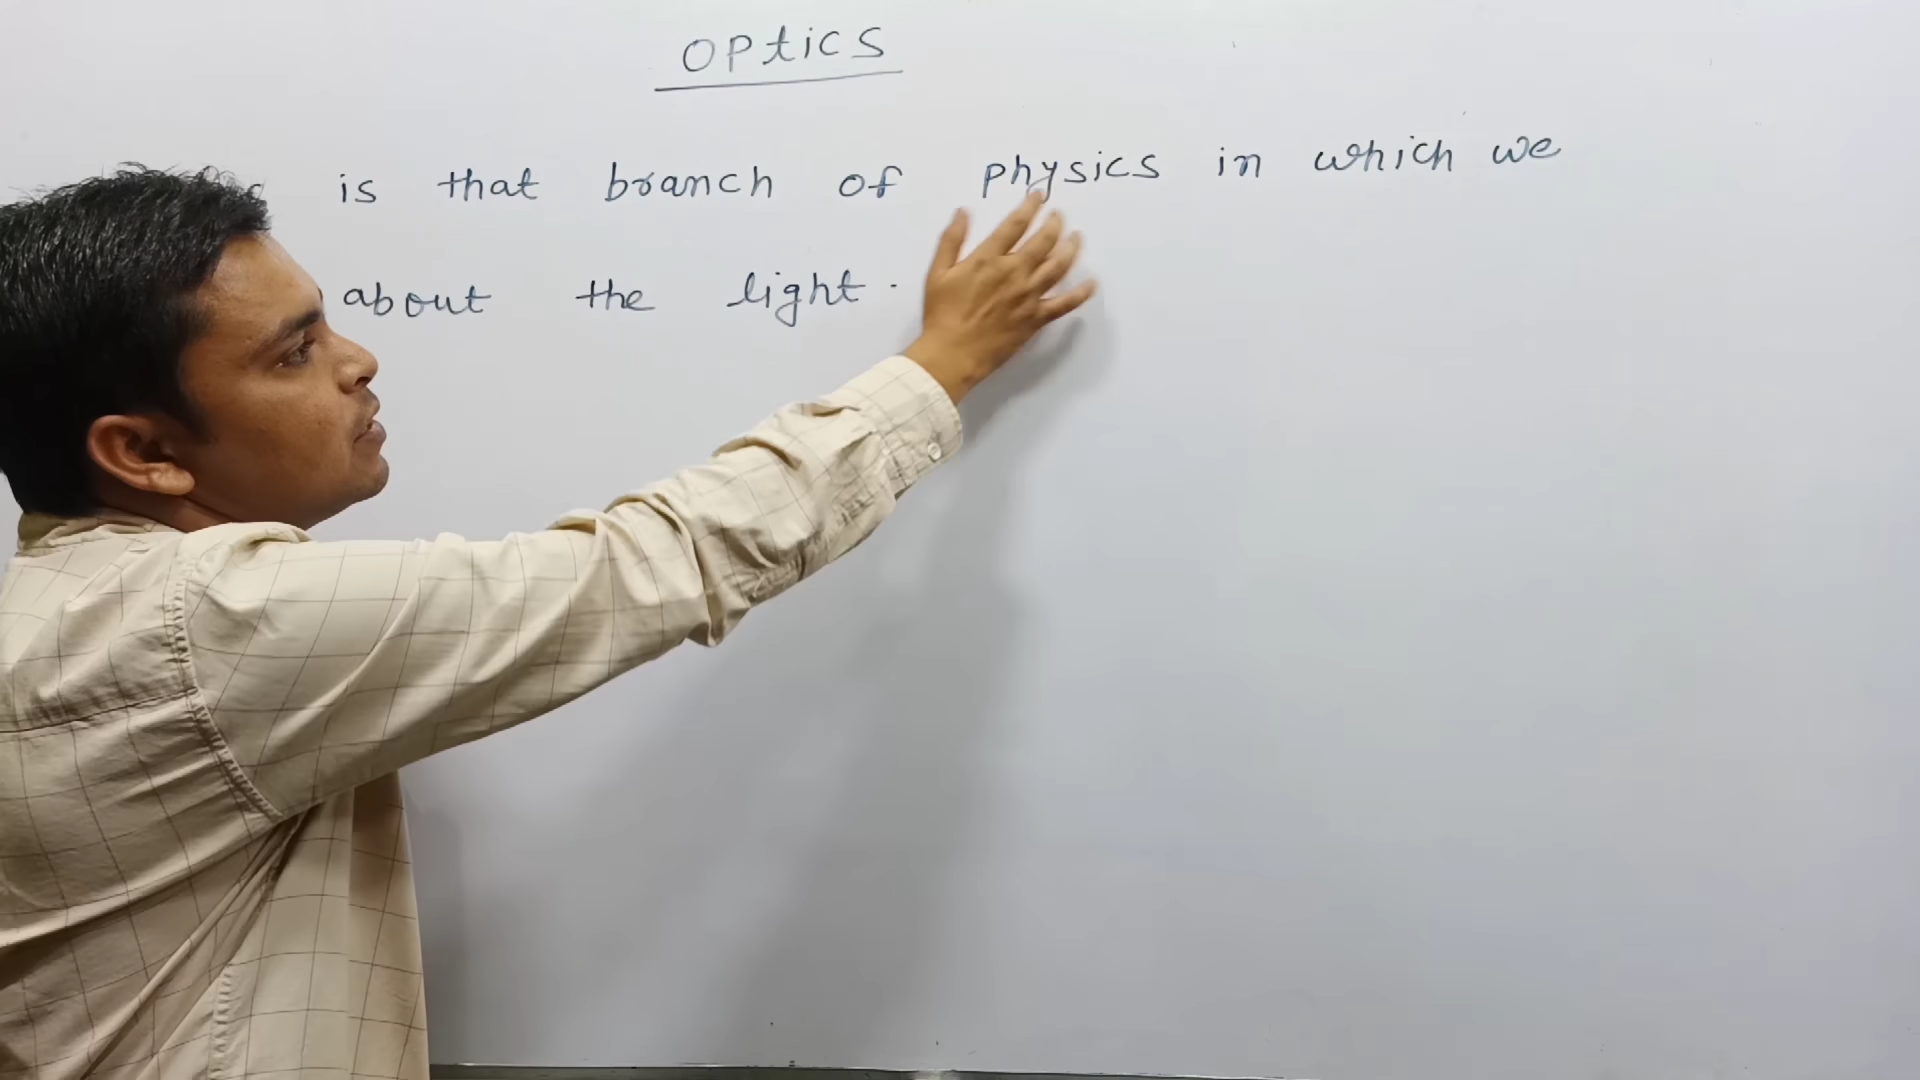 OPtics
is that branch of physics in which we
about the light.